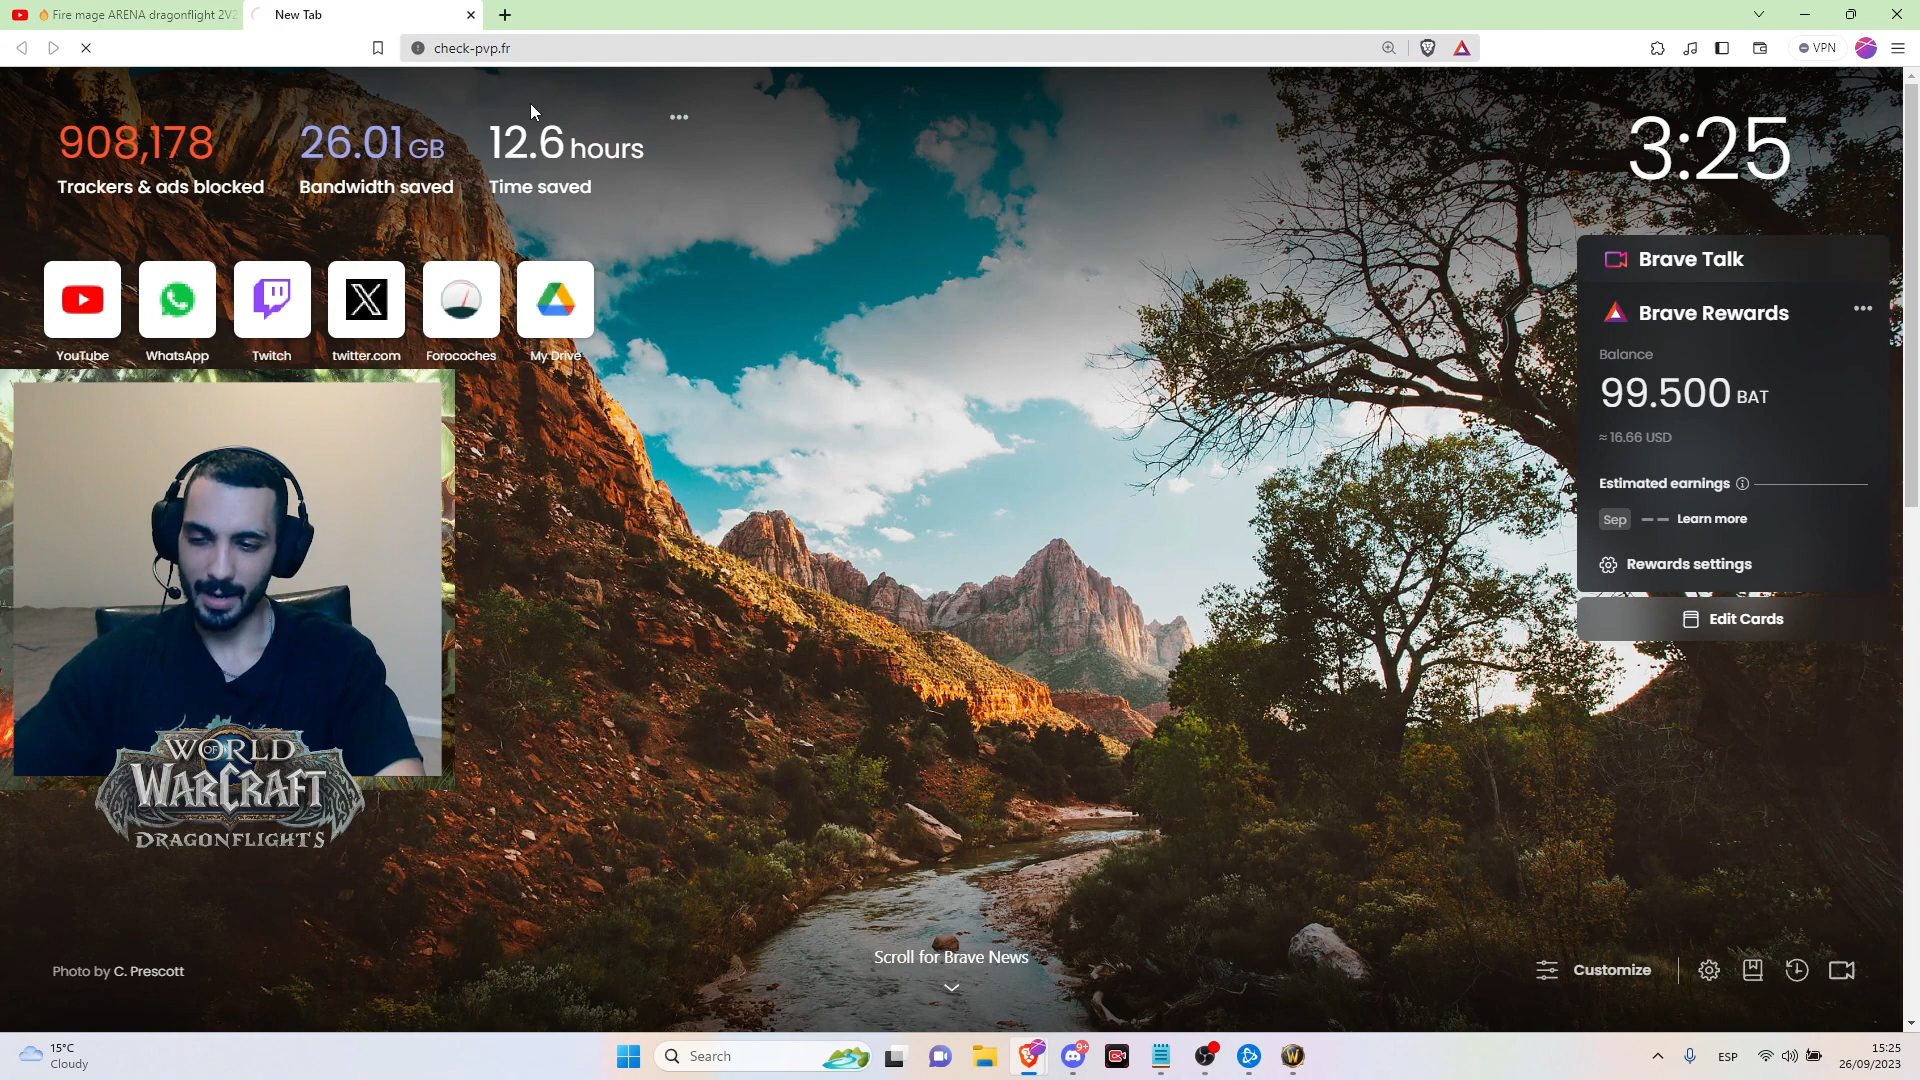 🔥 Fire mage ARENA dragonflight 2V2
New Tab
check-pvp.fr
VPN
908,178
Trackers & ads blocked
26.01 GB
Bandwidth saved
12.6 hours
Time saved
3:25
YouTube
WhatsApp
Twitch
twitter.com
Forocoches
My Drive
Brave Talk
Brave Rewards
Balance
99.500 BAT
≈ 16.66 USD
Estimated earnings
Sep
Learn more
Rewards settings
Edit Cards
WORLD
OF
WARCRAFT
DRAGONFLIGHTS
Photo by C. Prescott
Scroll for Brave News
Customize
15°C
Cloudy
Search
9+
W
ESP
15:25
26/09/2023